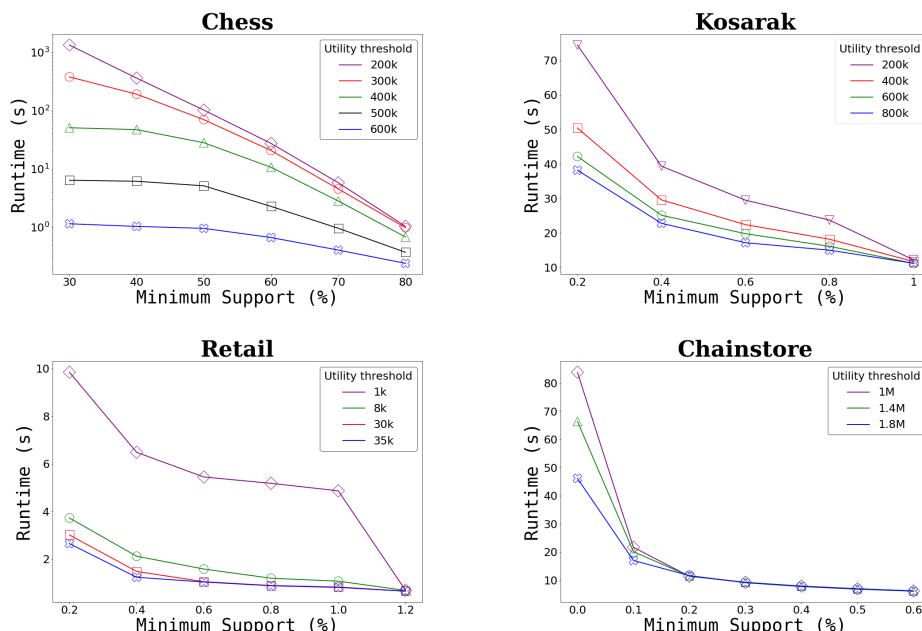 Chess
Runtime (s)
10³
10²
10¹
10⁰
Utility threshold
200k
300k
400k
500k
600k
30 40 50 60 70 80
Minimum Support (%)
Kosarak
Runtime (s)
70
60
50
40
30
20
10
Utility thresold
200k
400k
600k
800k
0.2 0.4 0.6 0.8 1
Minimum Support (%)
Retail
Runtime (s)
10
8
6
4
2
Utility threshold
1k
8k
30k
35k
0.2 0.4 0.6 0.8 1.0 1.2
Minimum Support (%)
Chainstore
Runtime (s)
80
70
60
50
40
30
20
10
Utility threshold
1M
1.4M
1.8M
0.0 0.1 0.2 0.3 0.4 0.5 0.6
Minimum Support (%)